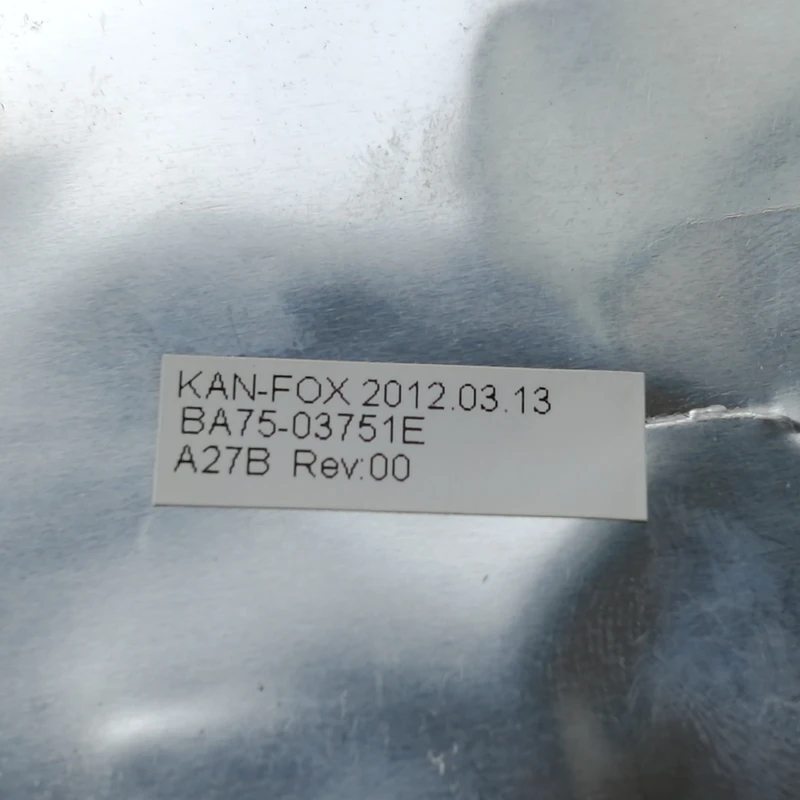 KAN-FOX 2012.03.13
BA75-03751E
A27B Rev:00